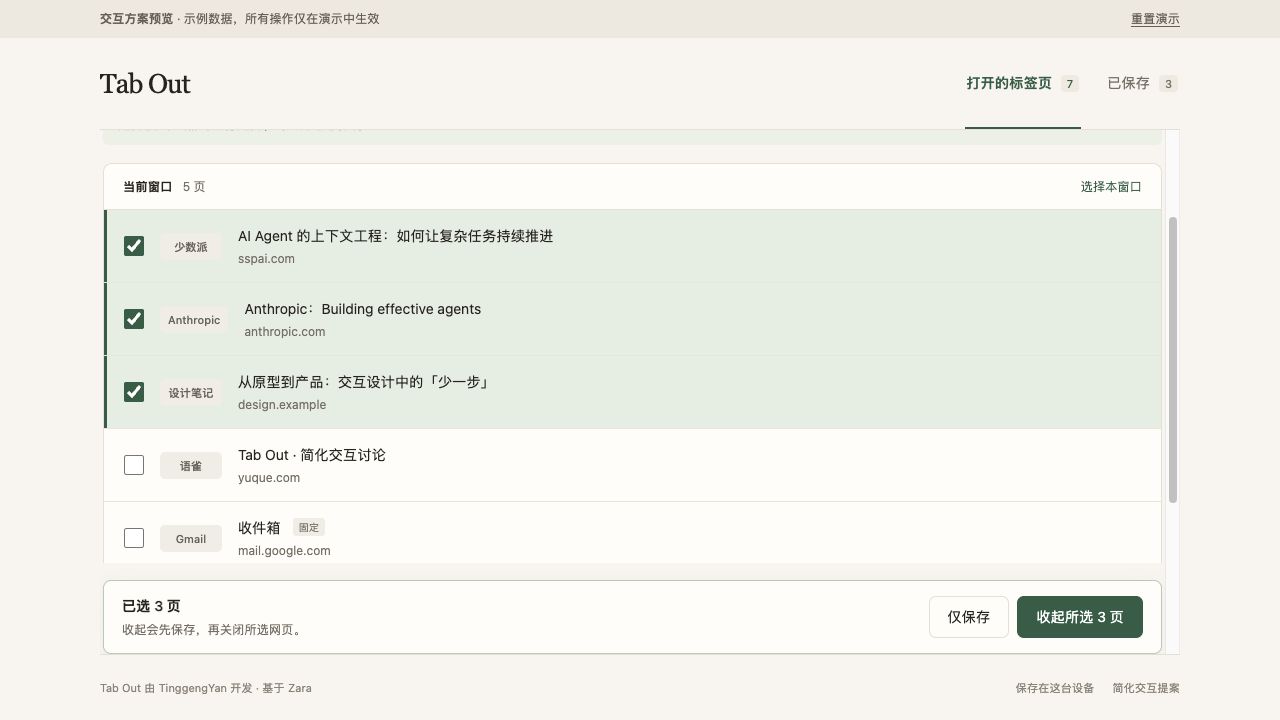 交互方案预览 · 示例数据，所有操作仅在演示中生效
重置演示
Tab Out
打开的标签页 7
已保存 3
当前窗口 5 页
选择本窗口
少数派
AI Agent 的上下文工程：如何让复杂任务持续推进
sspai.com
Anthropic
Anthropic：Building effective agents
anthropic.com
设计笔记
从原型到产品：交互设计中的「少一步」
design.example
语雀
Tab Out · 简化交互讨论
yuque.com
Gmail
收件箱 固定
mail.google.com
已选 3 页
收起会先保存，再关闭所选网页。
仅保存
收起所选 3 页
Tab Out 由 TinggengYan 开发 · 基于 Zara
保存在这台设备
简化交互提案